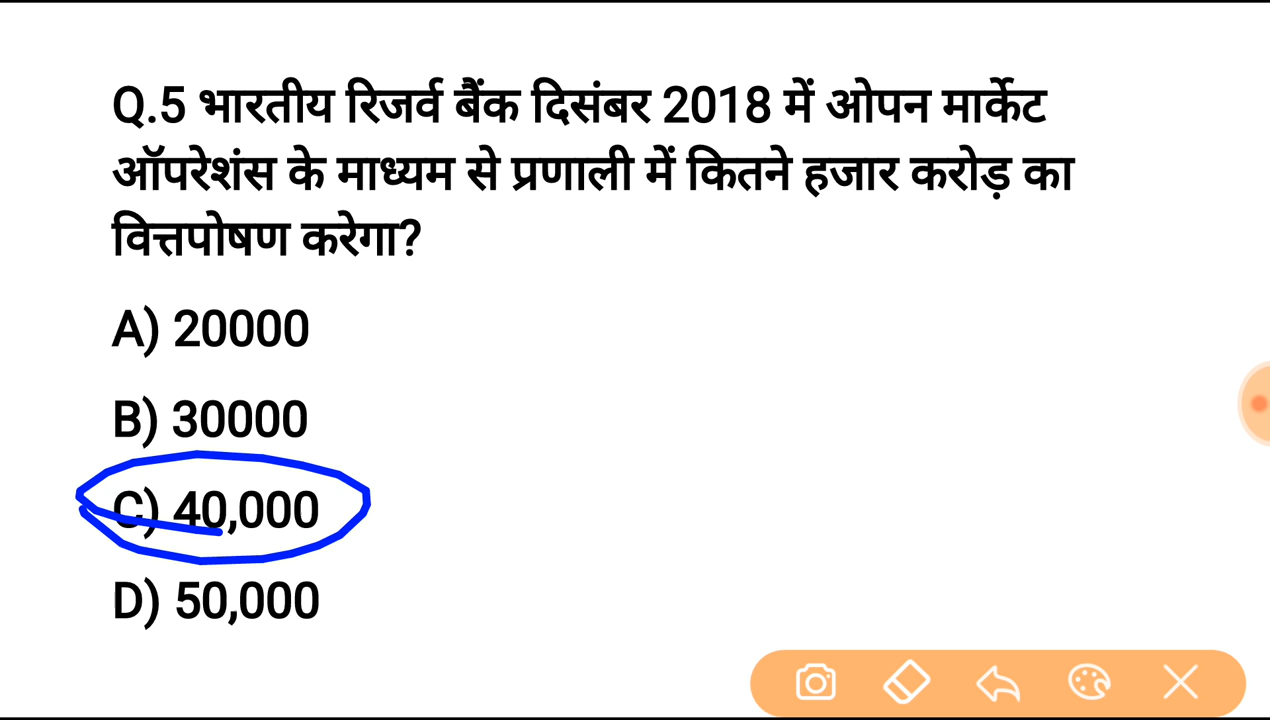 Q.5 भारतीय रिजर्व बैंक दिसंबर 2018 में ओपन मार्केट
ऑपरेशंस के माध्यम से प्रणाली में कितने हजार करोड़ का
वित्तपोषण करेगा?
A) 20000
B) 30000
C) 40,000
D) 50,000